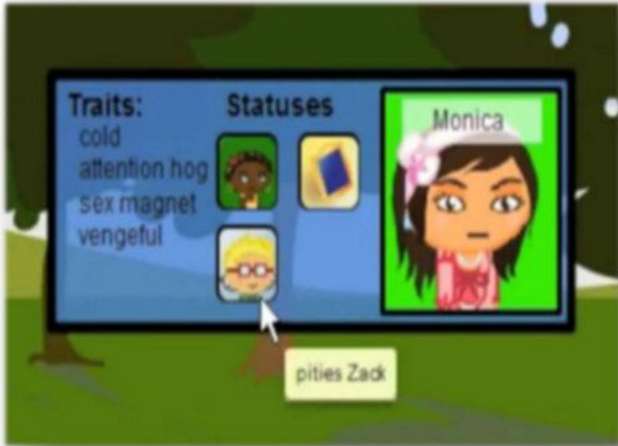 Traits:
cold
attention hog
sex magnet
vengeful
Statuses
Monica
pities Zack